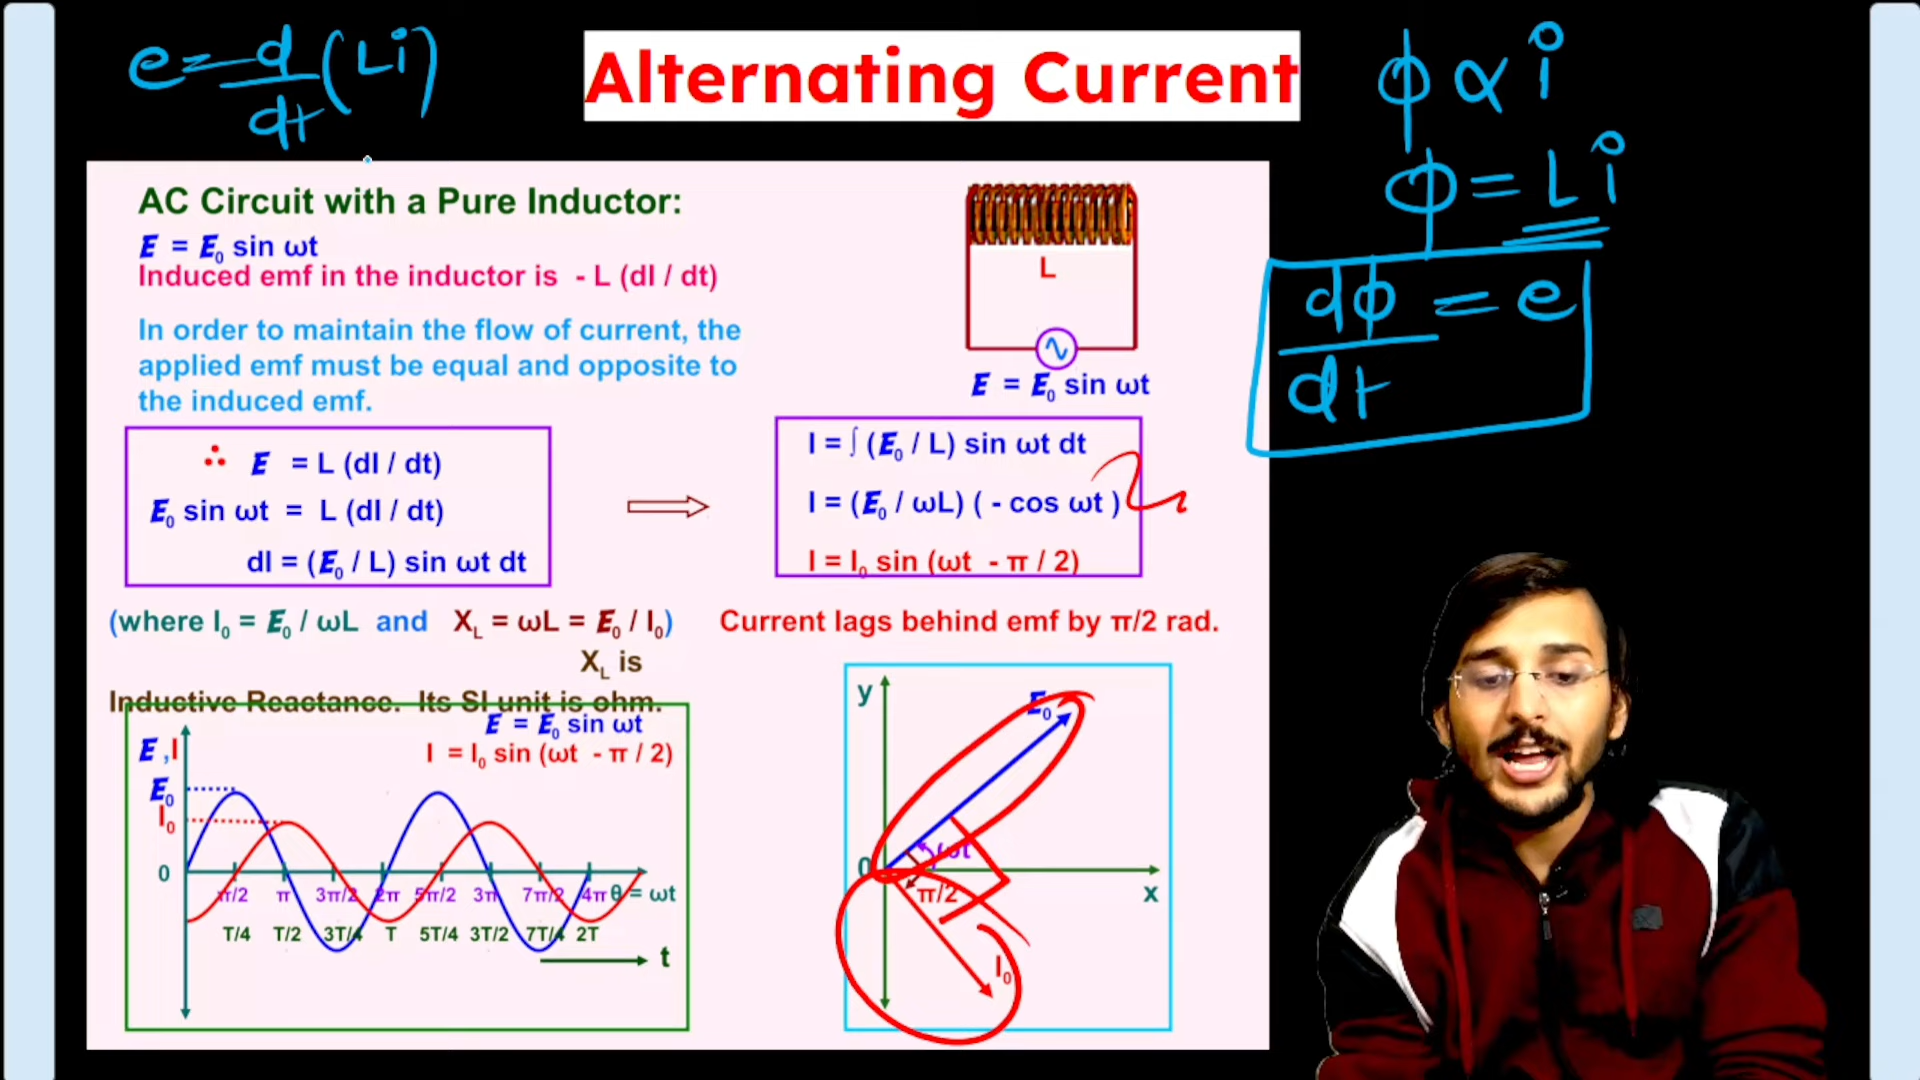 e = d/dt (Li)
Alternating Current
φ ∝ i
φ = Li
dφ/dt = e
AC Circuit with a Pure Inductor:
E = E₀ sin ωt
Induced emf in the inductor is - L (dI / dt)
In order to maintain the flow of current, the
applied emf must be equal and opposite to
the induced emf.
L
E = E₀ sin ωt
∴ E = L (dI / dt)
E₀ sin ωt = L (dI / dt)
dI = (E₀ / L) sin ωt dt
I = ∫ (E₀ / L) sin ωt dt
I = (E₀ / ωL) ( - cos ωt )
I = I₀ sin (ωt - π / 2)
(where I₀ = E₀ / ωL and X_L = ωL = E₀ / I₀)
Current lags behind emf by π/2 rad.
X_L is
Inductive Reactance. Its SI unit is ohm.
E = E₀ sin ωt
I = I₀ sin (ωt - π / 2)
E ,I
E₀
I₀
0
π/2 π 3π/2 2π 5π/2 3π 7π/2 4π θ = ωt
T/4 T/2 3T/4 T 5T/4 3T/2 7T/4 2T
t
y
E₀
0
ωt
π/2
x
I₀